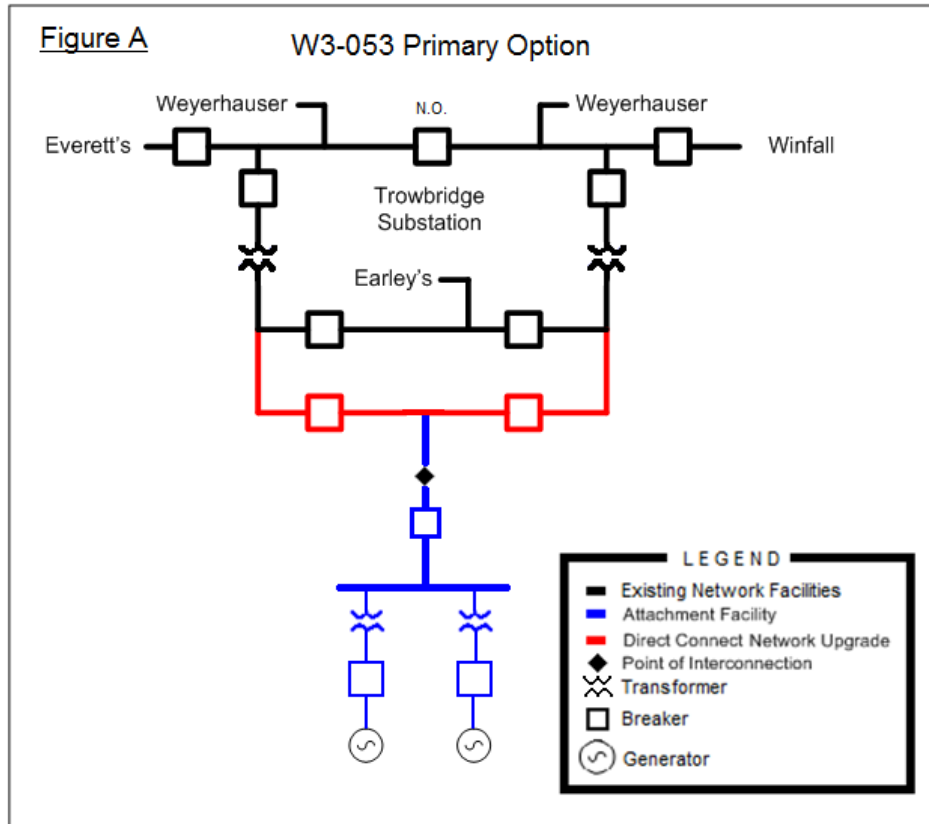 Figure A
W3-053 Primary Option
Weyerhauser
N.O.
Weyerhauser
Everett's
Winfall
Trowbridge
Substation
Earley's
LEGEND
Existing Network Facilities
Attachment Facility
Direct Connect Network Upgrade
Point of Interconnection
Transformer
Breaker
Generator